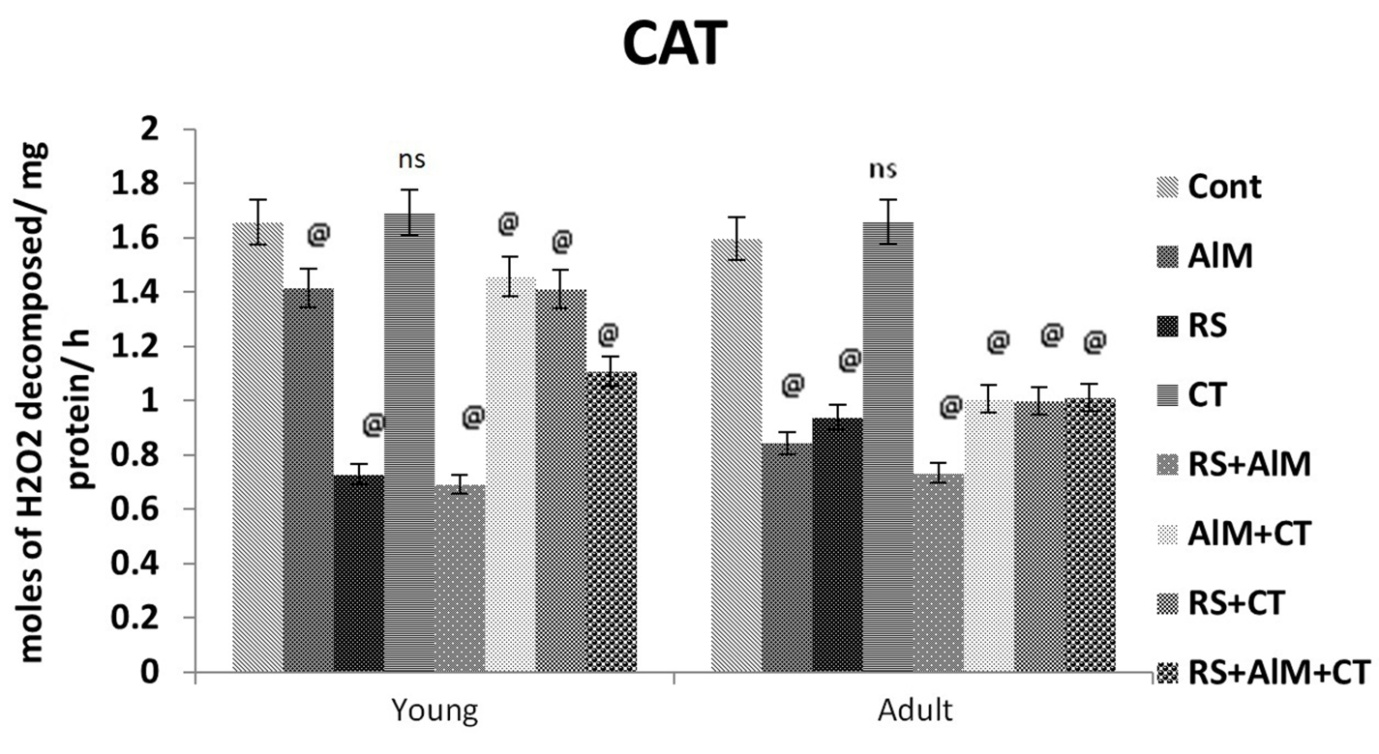 CAT
moles of H2O2 decomposed/ mg
protein/ h
2
1.8
1.6
1.4
1.2
1
0.8
0.6
0.4
0.2
0
@
@
ns
@
@
@
@
@
@
ns
@
@
@
@
Young
Adult
Cont
AlM
RS
CT
RS+AlM
AlM+CT
RS+CT
RS+AlM+CT